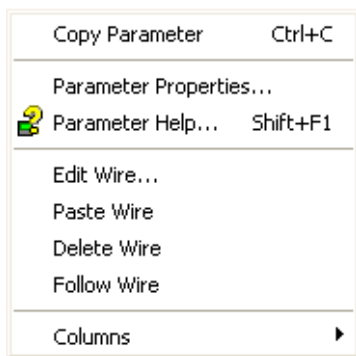 Copy Parameter Ctrl+C
Parameter Properties...
Parameter Help... Shift+F1
Edit Wire...
Paste Wire
Delete Wire
Follow Wire
Columns